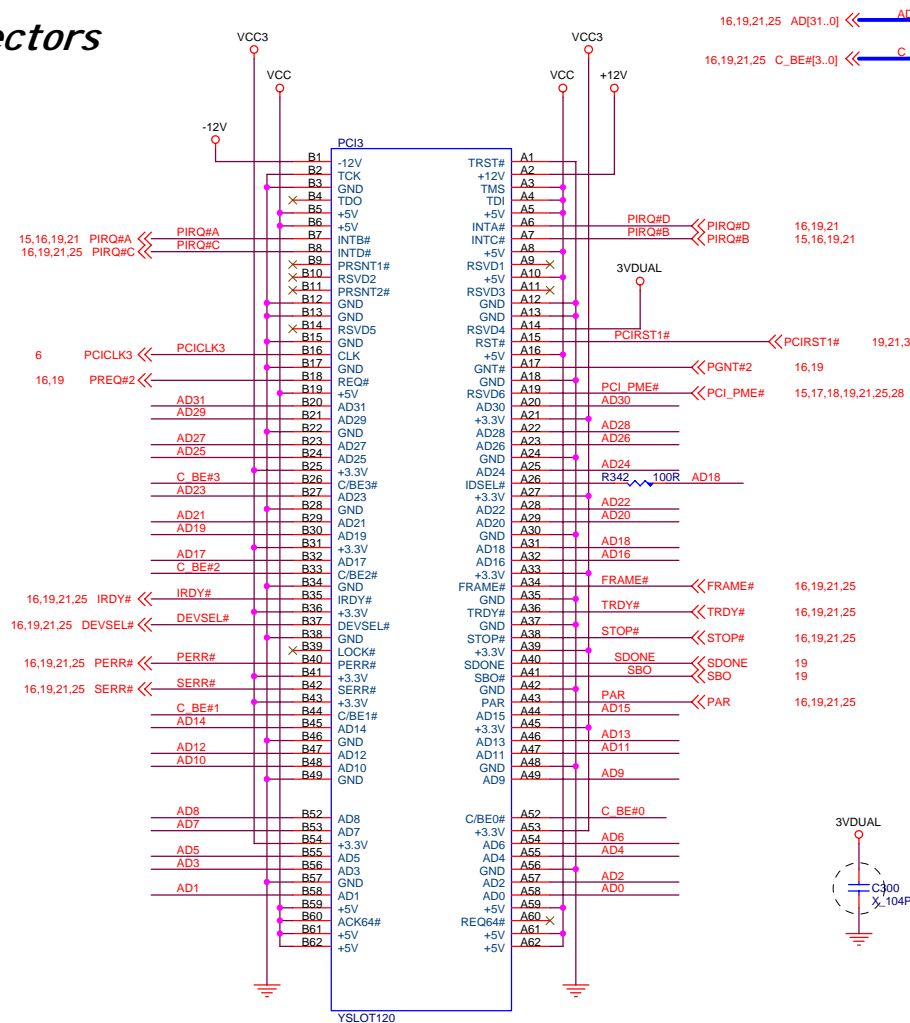 ectors
16,19,21,25 AD[31..0] AD
16,19,21,25 C_BE#[3..0] C
VCC3 VCC3
VCC VCC +12V
-12V
PCI3
B1 -12V TRST# A1
B2 TCK +12V A2
B3 GND TMS A3
B4 TDO TDI A4
B5 +5V +5V A5
B6 +5V INTA# A6 PIRQ#D PIRQ#D 16,19,21
15,16,19,21 PIRQ#A PIRQ#A B7 INTB# INTC# A7 PIRQ#B PIRQ#B 15,16,19,21
16,19,21,25 PIRQ#C PIRQ#C B8 INTD# +5V A8
B9 PRSNT1# RSVD1 A9
B10 RSVD2 +5V A10 3VDUAL
B11 PRSNT2# RSVD3 A11
B12 GND GND A12
B13 GND GND A13
B14 RSVD5 RSVD4 A14
B15 GND RST# A15 PCIRST1# PCIRST1# 19,21,3
6 PCICLK3 PCICLK3 B16 CLK +5V A16
B17 GND GNT# A17 PGNT#2 16,19
16,19 PREQ#2 B18 REQ# GND A18
B19 +5V RSVD6 A19 PCI_PME# PCI_PME# 15,17,18,19,21,25,28
AD31 B20 AD31 AD30 A20 AD30
AD29 B21 AD29 +3.3V A21
B22 GND AD28 A22 AD28
AD27 B23 AD27 AD26 A23 AD26
AD25 B24 AD25 GND A24
B25 +3.3V AD24 A25 AD24
C_BE#3 B26 C/BE3# IDSEL# A26 R342 100R AD18
AD23 B27 AD23 +3.3V A27
B28 GND AD22 A28 AD22
AD21 B29 AD21 AD20 A29 AD20
AD19 B30 AD19 GND A30
B31 +3.3V AD18 A31 AD18
AD17 B32 AD17 AD16 A32 AD16
C_BE#2 B33 C/BE2# +3.3V A33
B34 GND FRAME# A34 FRAME# FRAME# 16,19,21,25
16,19,21,25 IRDY# IRDY# B35 IRDY# GND A35
B36 +3.3V TRDY# A36 TRDY# TRDY# 16,19,21,25
16,19,21,25 DEVSEL# DEVSEL# B37 DEVSEL# GND A37
B38 GND STOP# A38 STOP# STOP# 16,19,21,25
B39 LOCK# +3.3V A39
16,19,21,25 PERR# PERR# B40 PERR# SDONE A40 SDONE SDONE 19
B41 +3.3V SBO# A41 SBO SBO 19
16,19,21,25 SERR# SERR# B42 SERR# GND A42
B43 +3.3V PAR A43 PAR PAR 16,19,21,25
C_BE#1 B44 C/BE1# AD15 A44 AD15
AD14 B45 AD14 +3.3V A45
B46 GND AD13 A46 AD13
AD12 B47 AD12 AD11 A47 AD11
AD10 B48 AD10 GND A48
B49 GND AD9 A49 AD9
AD8 B52 AD8 C/BE0# A52 C_BE#0
AD7 B53 AD7 +3.3V A53
B54 +3.3V AD6 A54 AD6
AD5 B55 AD5 AD4 A55 AD4
AD3 B56 AD3 GND A56
B57 GND AD2 A57 AD2
AD1 B58 AD1 AD0 A58 AD0
B59 +5V +5V A59
B60 ACK64# REQ64# A60
B61 +5V +5V A61
B62 +5V +5V A62
3VDUAL
C300
X_104P
YSLOT120